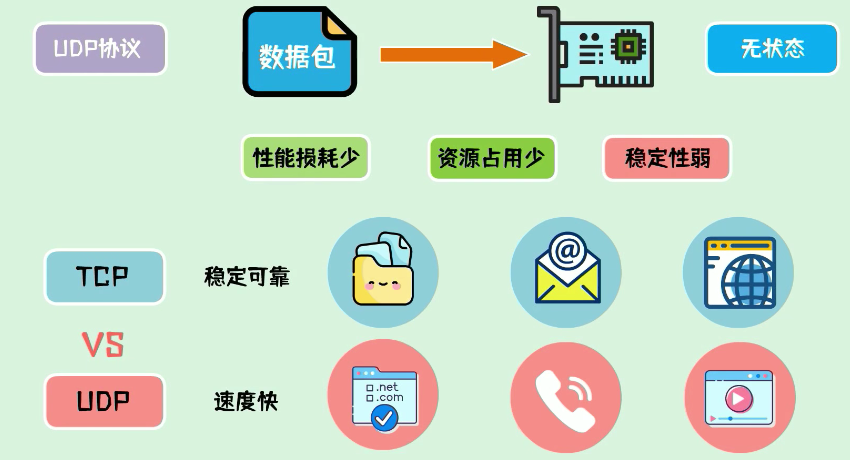 UDP协议
数据包
无状态
性能损耗少
资源占用少
稳定性弱
TCP
稳定可靠
@
VS
.net
.com
UDP
速度快